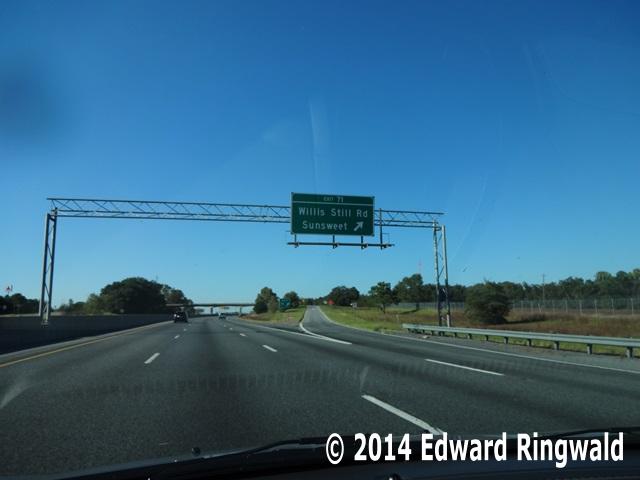 EXIT 71
Willis Still Rd
Sunsweet
© 2014 Edward Ringwald